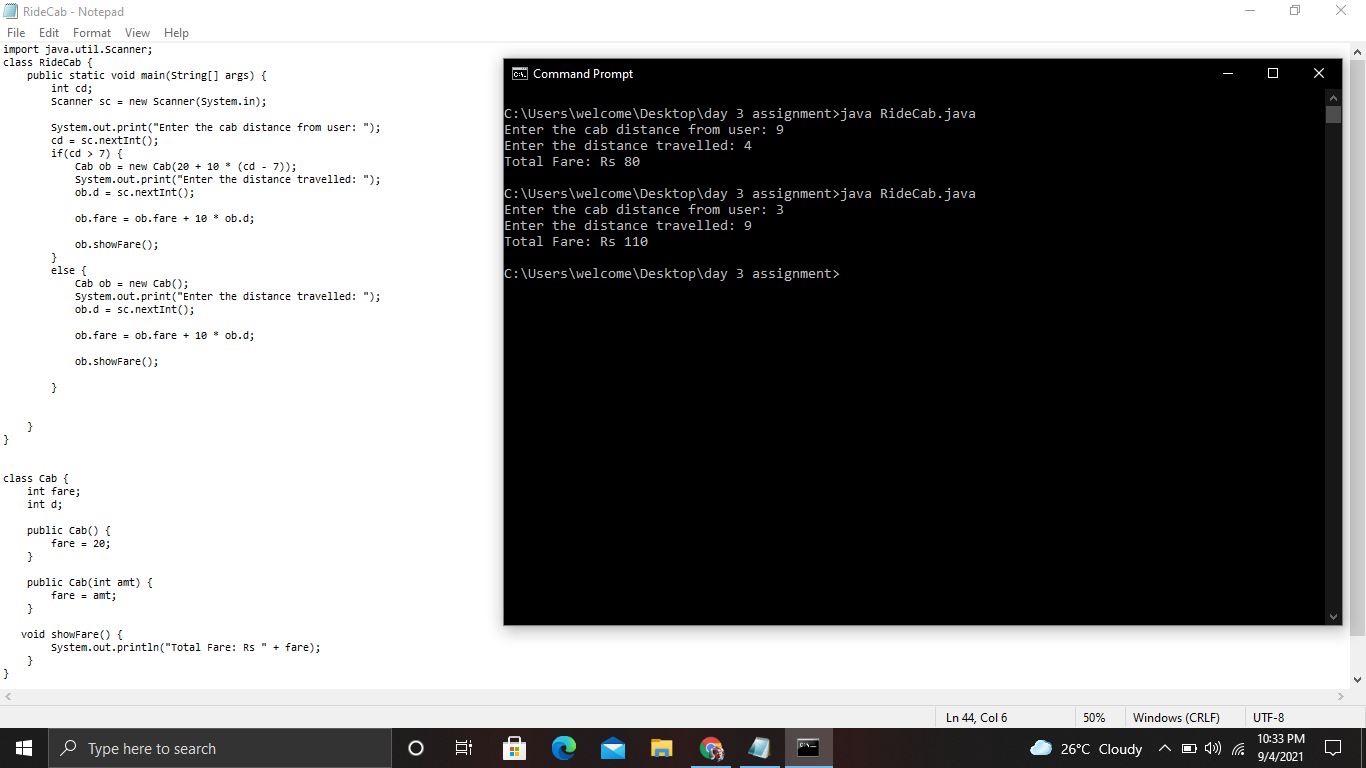 RideCab - Notepad
File Edit Format View Help
import java.util.Scanner;
class RideCab {
    public static void main(String[] args) {
        int cd;
        Scanner sc = new Scanner(System.in);

        System.out.print("Enter the cab distance from user: ");
        cd = sc.nextInt();
        if(cd > 7) {
            Cab ob = new Cab(20 + 10 * (cd - 7));
            System.out.print("Enter the distance travelled: ");
            ob.d = sc.nextInt();

            ob.fare = ob.fare + 10 * ob.d;

            ob.showFare();
        }
        else {
            Cab ob = new Cab();
            System.out.print("Enter the distance travelled: ");
            ob.d = sc.nextInt();

            ob.fare = ob.fare + 10 * ob.d;

            ob.showFare();

        }


    }
}


class Cab {
    int fare;
    int d;

    public Cab() {
        fare = 20;
    }

    public Cab(int amt) {
        fare = amt;
    }

   void showFare() {
        System.out.println("Total Fare: Rs " + fare);
    }
}
Command Prompt
C:\Users\welcome\Desktop\day 3 assignment>java RideCab.java
Enter the cab distance from user: 9
Enter the distance travelled: 4
Total Fare: Rs 80

C:\Users\welcome\Desktop\day 3 assignment>java RideCab.java
Enter the cab distance from user: 3
Enter the distance travelled: 9
Total Fare: Rs 110

C:\Users\welcome\Desktop\day 3 assignment>
Ln 44, Col 6 50% Windows (CRLF) UTF-8
Type here to search
26°C Cloudy
10:33 PM
9/4/2021